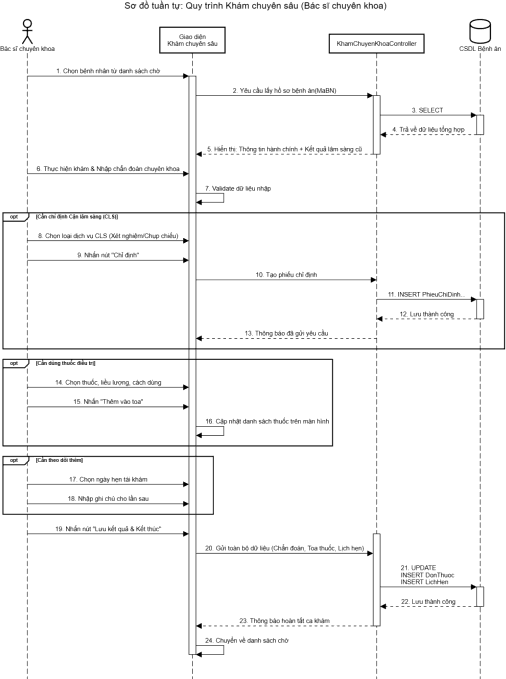 Sơ đồ tuần tự: Quy trình Khám chuyên sâu (Bác sĩ chuyên khoa)
Bác sĩ chuyên khoa
Giao diện
Khám chuyên sâu
KhamChuyenKhoaController
CSDL Bệnh án
1. Chọn bệnh nhân từ danh sách chờ
2. Yêu cầu lấy hồ sơ bệnh án(MaBN)
3. SELECT
4. Trả về dữ liệu tổng hợp
5. Hiển thị: Thông tin hành chính + Kết quả lâm sàng cũ
6. Thực hiện khám & Nhập chẩn đoán chuyên khoa
7. Validate dữ liệu nhập
opt [Cần chỉ định Cận lâm sàng (CLS)]
8. Chọn loại dịch vụ CLS (Xét nghiệm/Chụp chiếu)
9. Nhấn nút "Chỉ định"
10. Tạo phiếu chỉ định
11. INSERT PhieuChiDinh...
12. Lưu thành công
13. Thông báo đã gửi yêu cầu
opt [Cần dùng thuốc điều trị]
14. Chọn thuốc, liều lượng, cách dùng
15. Nhấn "Thêm vào toa"
16. Cập nhật danh sách thuốc trên màn hình
opt [Cần theo dõi thêm]
17. Chọn ngày hẹn tái khám
18. Nhập ghi chú cho lần sau
19. Nhấn nút "Lưu kết quả & Kết thúc"
20. Gửi toàn bộ dữ liệu (Chẩn đoán, Toa thuốc, Lịch hẹn)
21. UPDATE
INSERT DonThuoc
INSERT LichHen
22. Lưu thành công
23. Thông báo hoàn tất ca khám
24. Chuyển về danh sách chờ